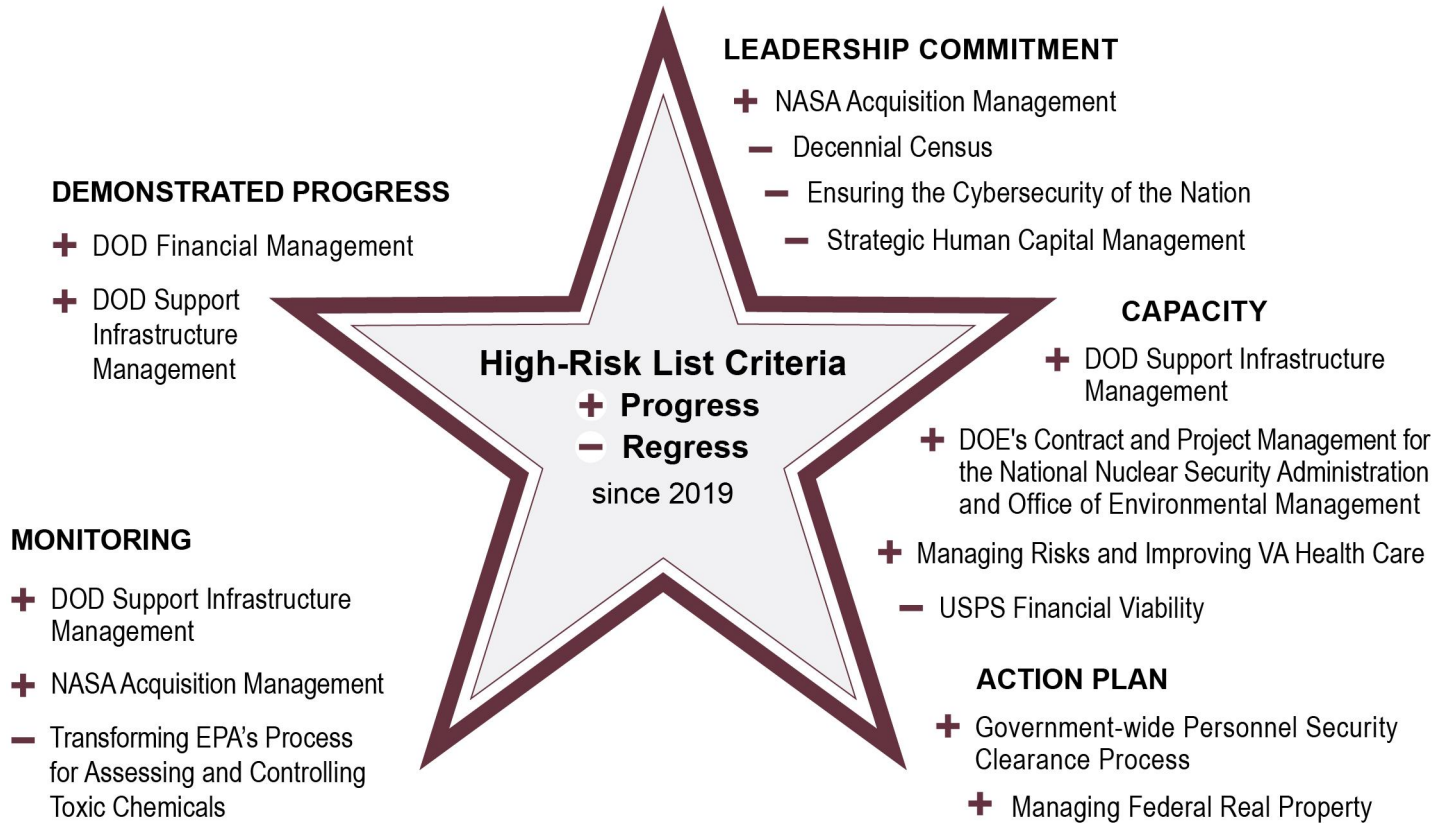 LEADERSHIP COMMITMENT
+ NASA Acquisition Management
– Decennial Census
– Ensuring the Cybersecurity of the Nation
– Strategic Human Capital Management
DEMONSTRATED PROGRESS
+ DOD Financial Management
+ DOD Support
Infrastructure
Management
High-Risk List Criteria
+ Progress
– Regress
since 2019
CAPACITY
+ DOD Support Infrastructure
Management
+ DOE's Contract and Project Management for
the National Nuclear Security Administration
and Office of Environmental Management
+ Managing Risks and Improving VA Health Care
– USPS Financial Viability
MONITORING
+ DOD Support Infrastructure
Management
+ NASA Acquisition Management
– Transforming EPA’s Process
for Assessing and Controlling
Toxic Chemicals
ACTION PLAN
+ Government-wide Personnel Security
Clearance Process
+ Managing Federal Real Property